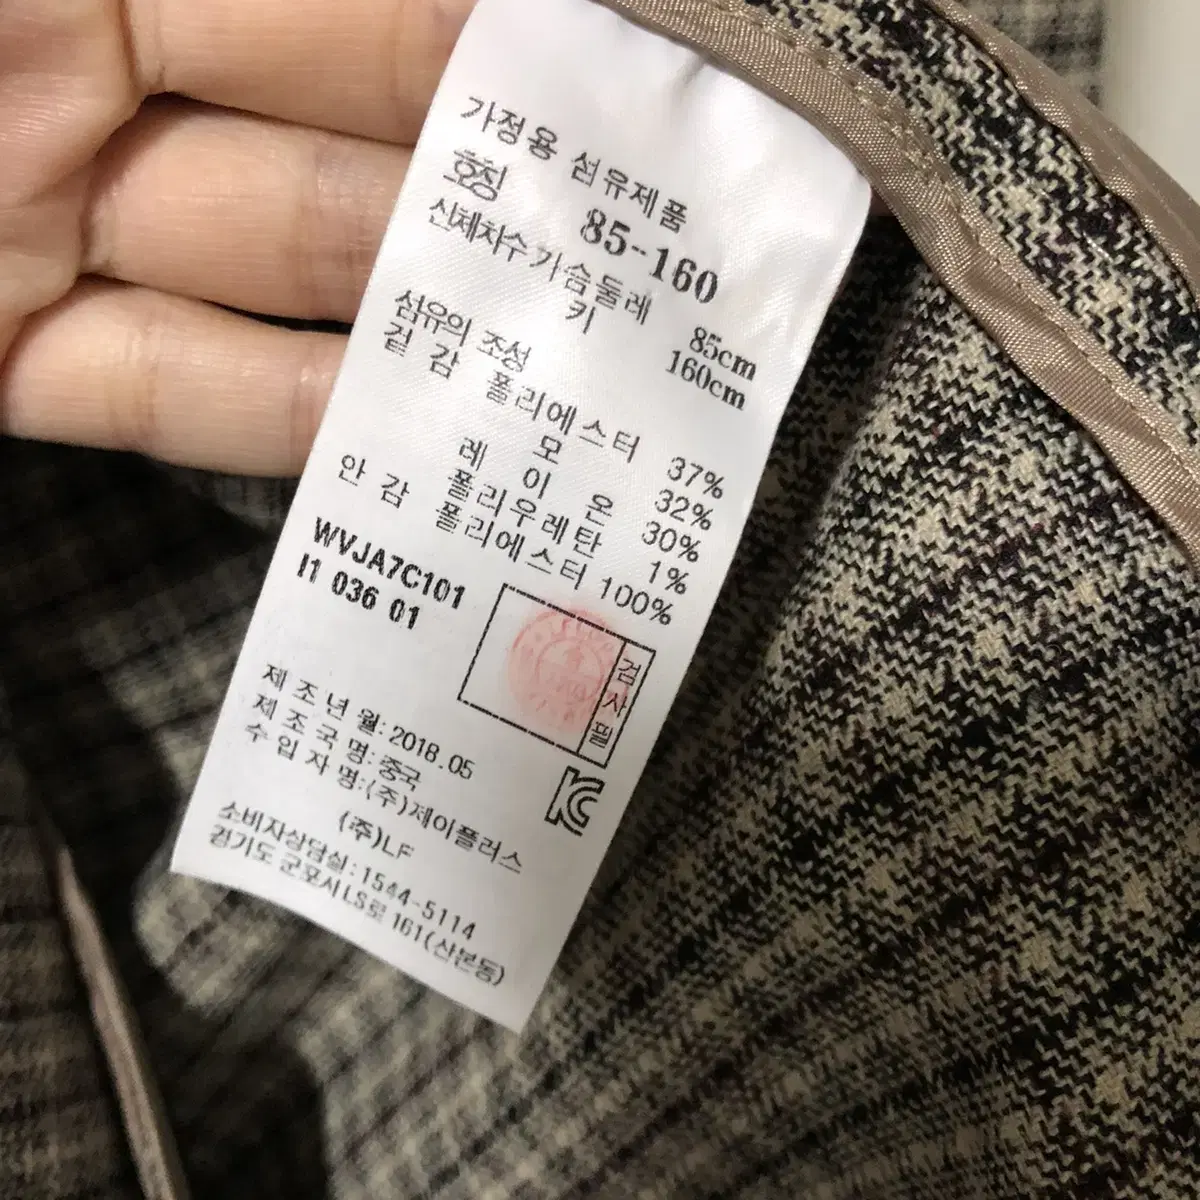 가정용 섬유제품
호칭 85-160
신체치수 가슴둘레 85cm
키 160cm
섬유의 조성
겉감 폴리에스터 37%
모 32%
레이온 30%
폴리우레탄 1%
안감 폴리에스터 100%
WVJA7C101
I1 036 01
검사필
제조년월: 2018.05
제조국명: 중국
수입자명: (주)제이플러스
(주)LF
소비자상담실: 1544-5114
경기도 군포시 LS로 161(산본동)
KC